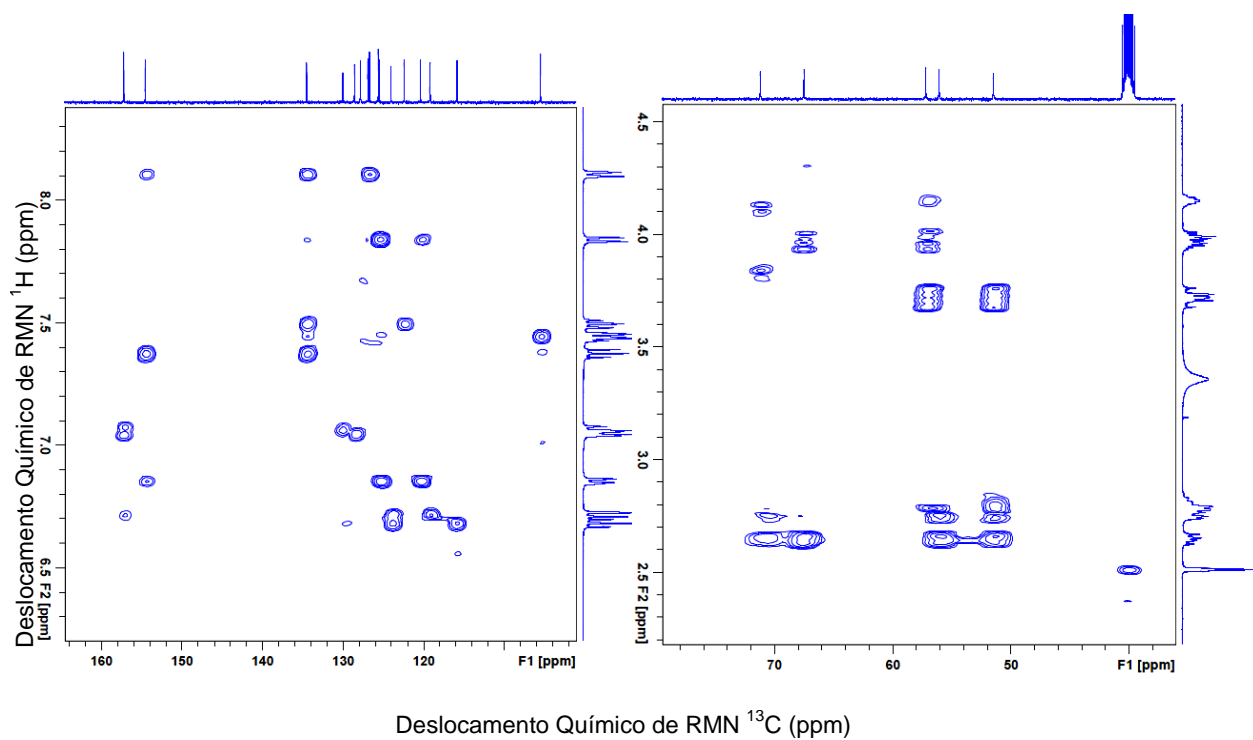 Deslocamento Químico de RMN ¹H (ppm)
8.0
7.5
7.0
6.5
F2 [ppm]
160
150
140
130
120
F1 [ppm]
4.5
4.0
3.5
3.0
2.5
F2 [ppm]
70
60
50
F1 [ppm]
Deslocamento Químico de RMN ¹³C (ppm)